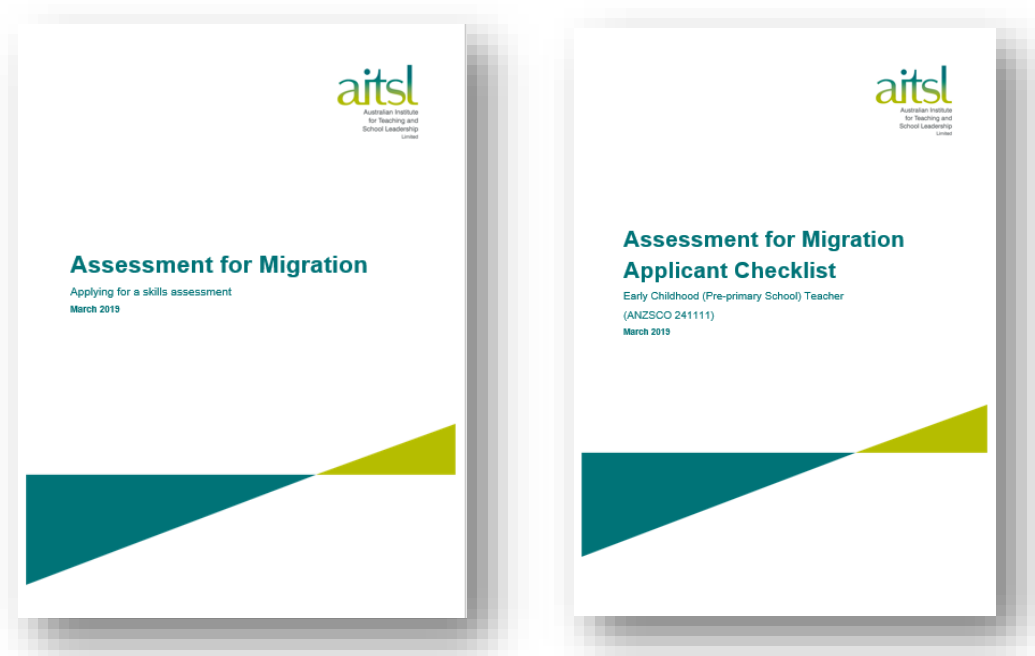 aitsl
Australian Institute
for Teaching and
School Leadership
Limited
Assessment for Migration
Applying for a skills assessment
March 2019
aitsl
Australian Institute
for Teaching and
School Leadership
Limited
Assessment for Migration
Applicant Checklist
Early Childhood (Pre-primary School) Teacher
(ANZSCO 241111)
March 2019